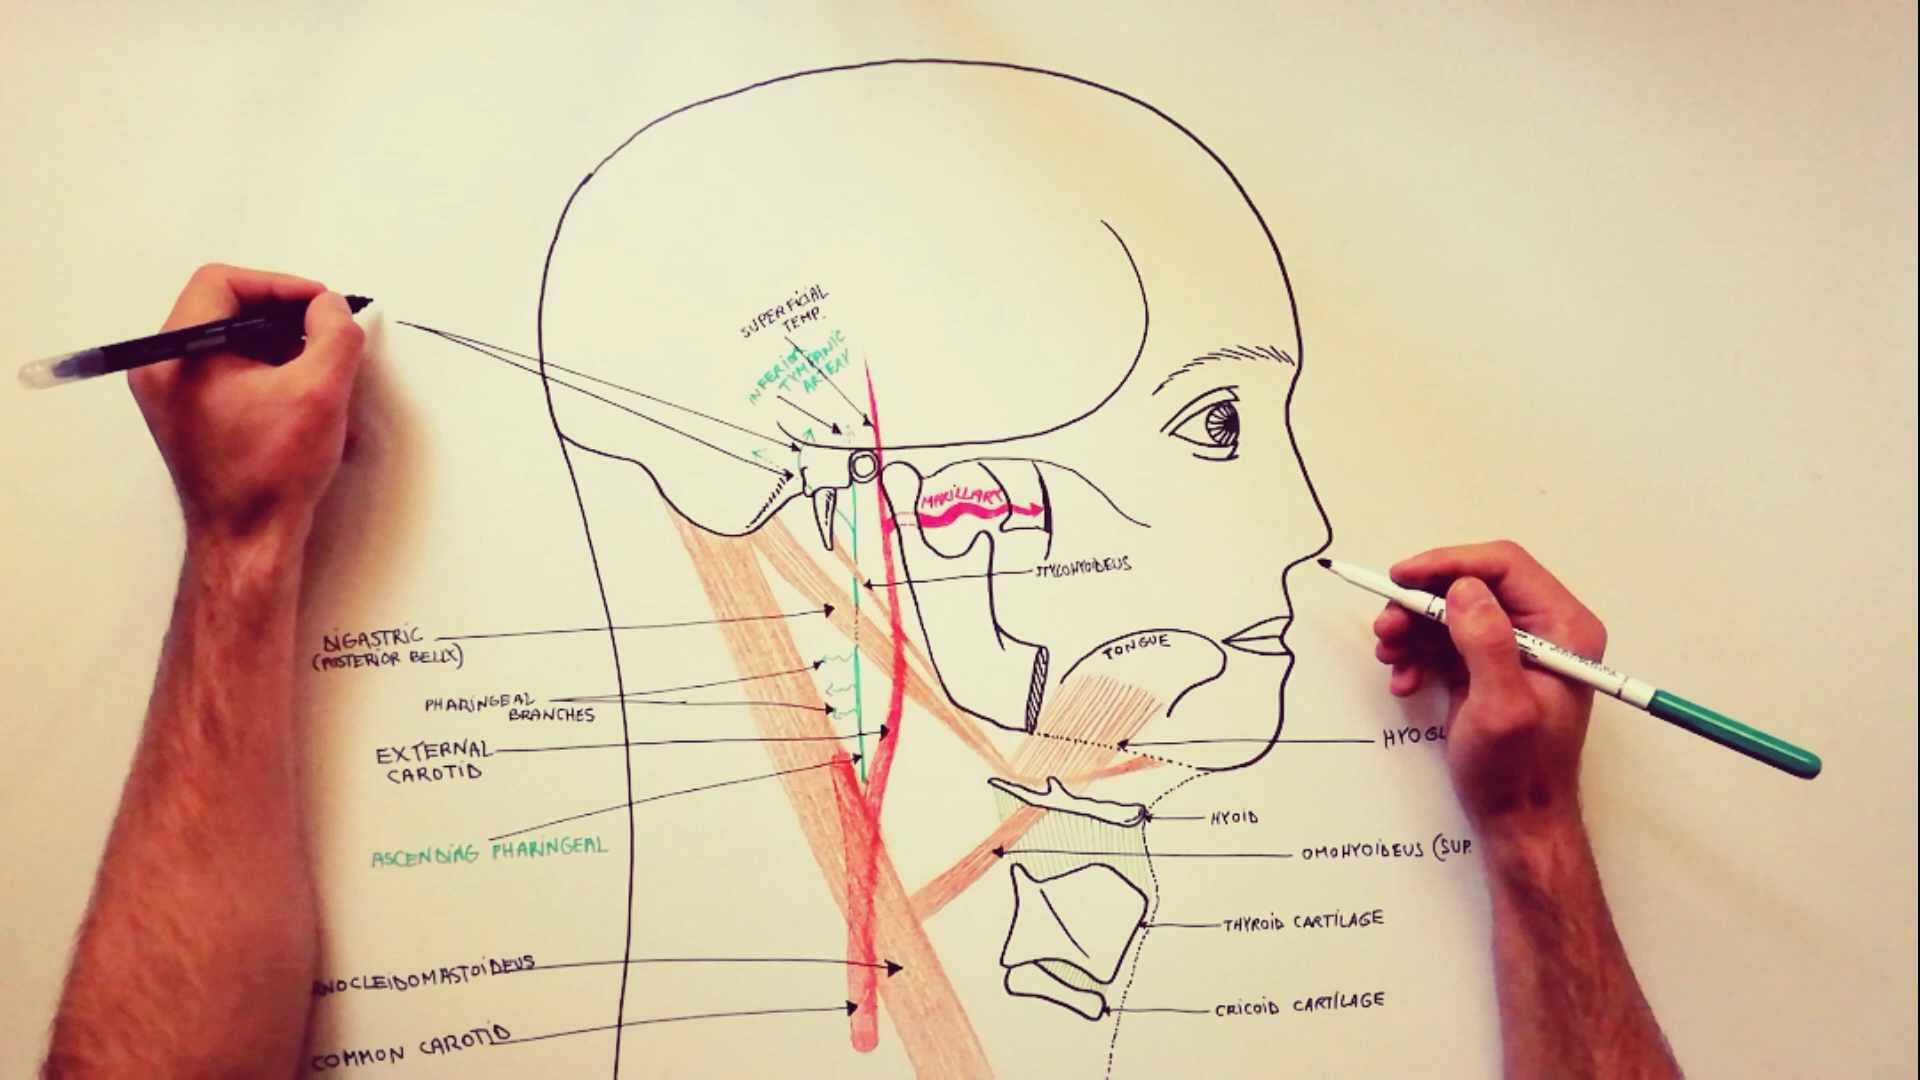 SUPERFICIAL
TEMP.
INFERIOR
TYMPANIC
ARTERY
MAXILLARY
STYLOHYOIDEUS
TONGUE
DIGASTRIC
(POSTERIOR BELLY)
PHARINGEAL
BRANCHES
EXTERNAL
CAROTID
HYOGL
ASCENDING PHARINGEAL
HYOID
OMOHYOIDEUS (SUP.
THYROID CARTILAGE
NOCLEIDOMASTOIDEUS
CRICOID CARTILAGE
COMMON CAROTID